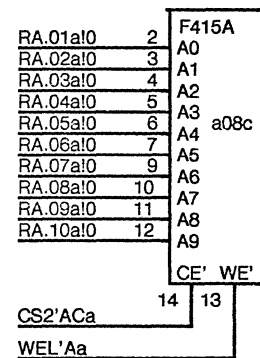 F415A
RA.01a!0 2 A0
RA.02a!0 3 A1
RA.03a!0 4 A2
RA.04a!0 5 A3
RA.05a!0 6 A4
RA.06a!0 7 A5
RA.07a!0 9 A6
RA.08a!0 10 A7
RA.09a!0 11 A8
RA.10a!0 12 A9
a08c
CE' WE'
14 13
CS2'ACa
WEL'Aa